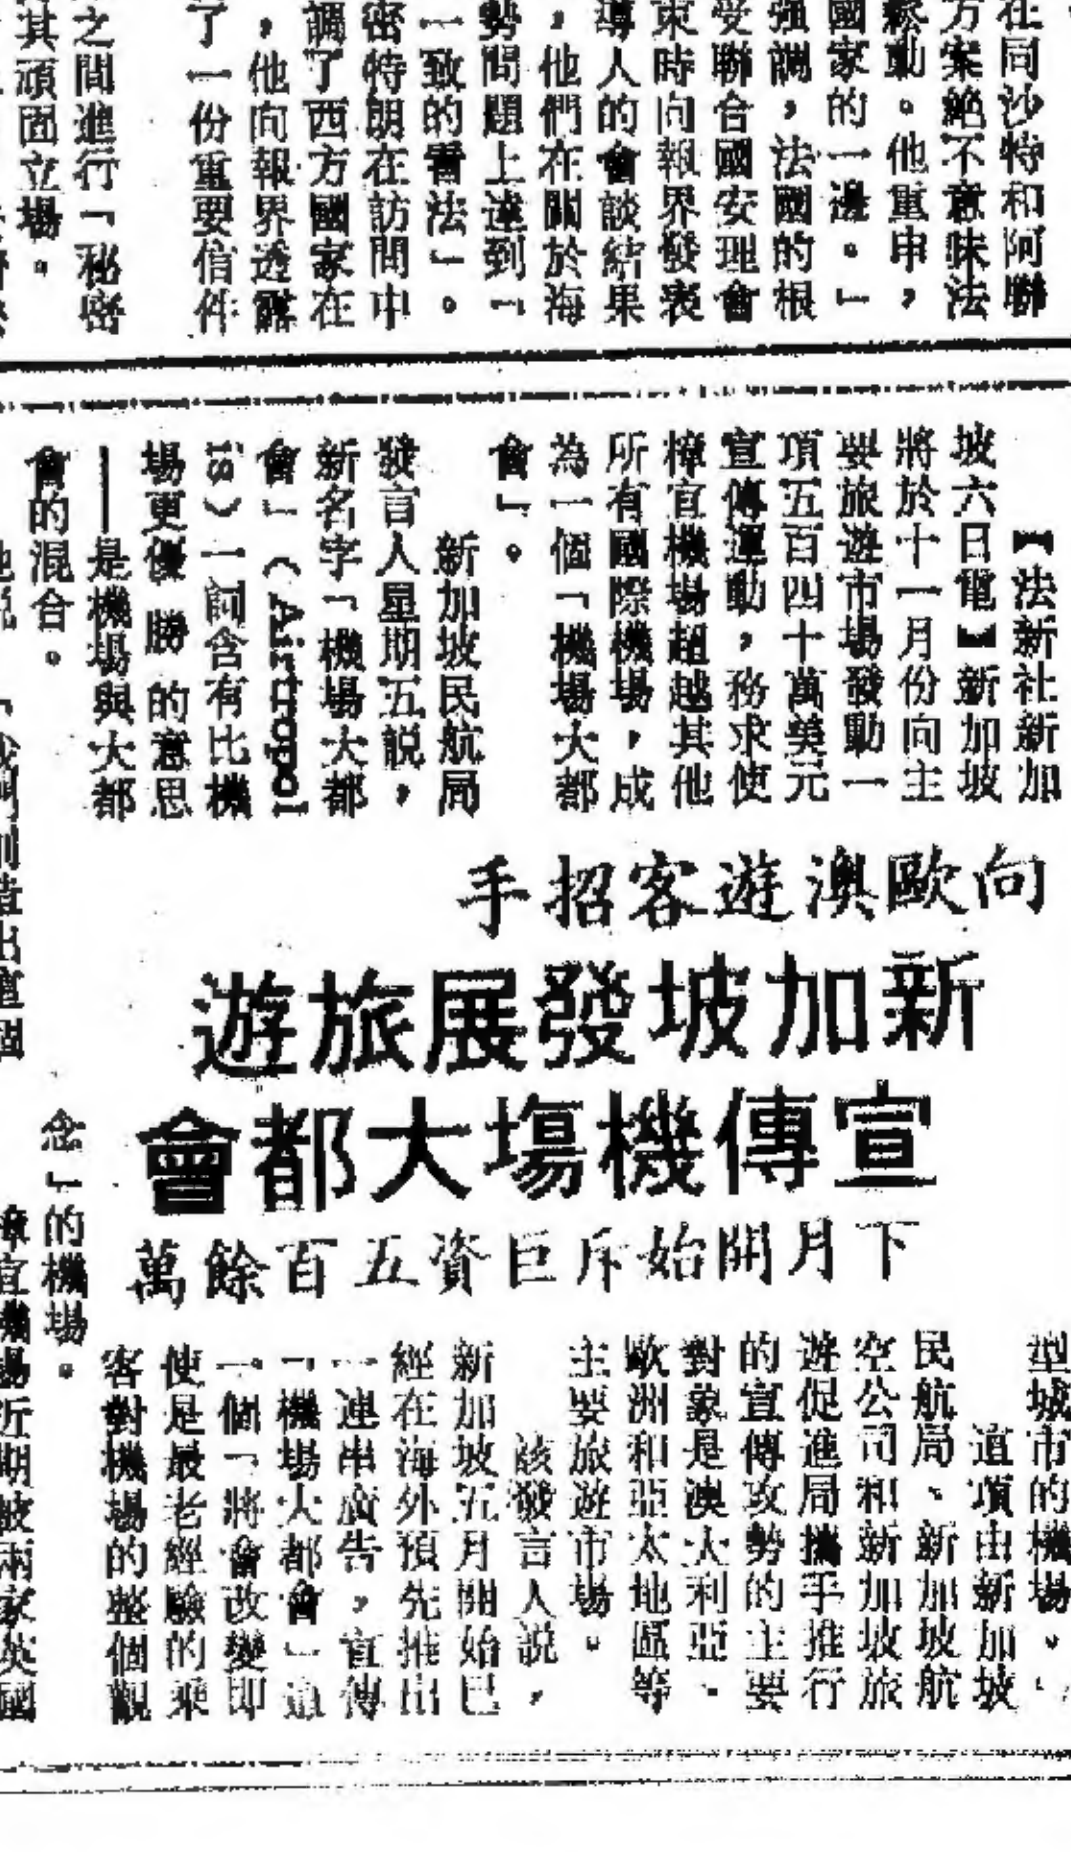 在同沙特和阿聯
方案絕不意味法
動。他重申，
國家的一邊。」
强調，法國的根
受聯合國安理會
束時向報界發表
導人的會談結果
，他們在關於海
勢問題上達到「
一致的看法」。
密特朗在訪問中
調了西方國家在
，他向報界透露
了一份重要信件
之間進行「秘密
其頑固立場。
【法新社新加
坡六日電】新加坡
將於十一月份向主
要旅遊市場發動一
項五百四十萬美元
宣傳運動，務求使
樟宜機場超越其他
所有國際機場，成
為一個「機場大都
會」。
新加坡民航局
發言人星期五説，
新名字「機場大都
會」（Airtropol
is）一詞含有比機
場更優勝的意思
——是機場與大都
會的混合。
向歐澳遊客招手
新加坡發展旅遊
宣傳機塲大都會
下月開始斥巨資五百餘萬
型城市的機場。
這項由新加坡
民航局、新加坡航
空公司和新加坡旅
遊促進局攜手推行
的宣傳攻勢的主要
對象是澳大利亞、
歐洲和亞太地區等
主要旅遊市場。
該發言人説，
新加坡五月開始已
經在海外預先推出
一連串廣告，宣傳
「機場大都會」這
一個「將會改變即
使是最老經驗的乘
客對機場的整個觀
念」的機場。
樟宜機場近期被兩家英國